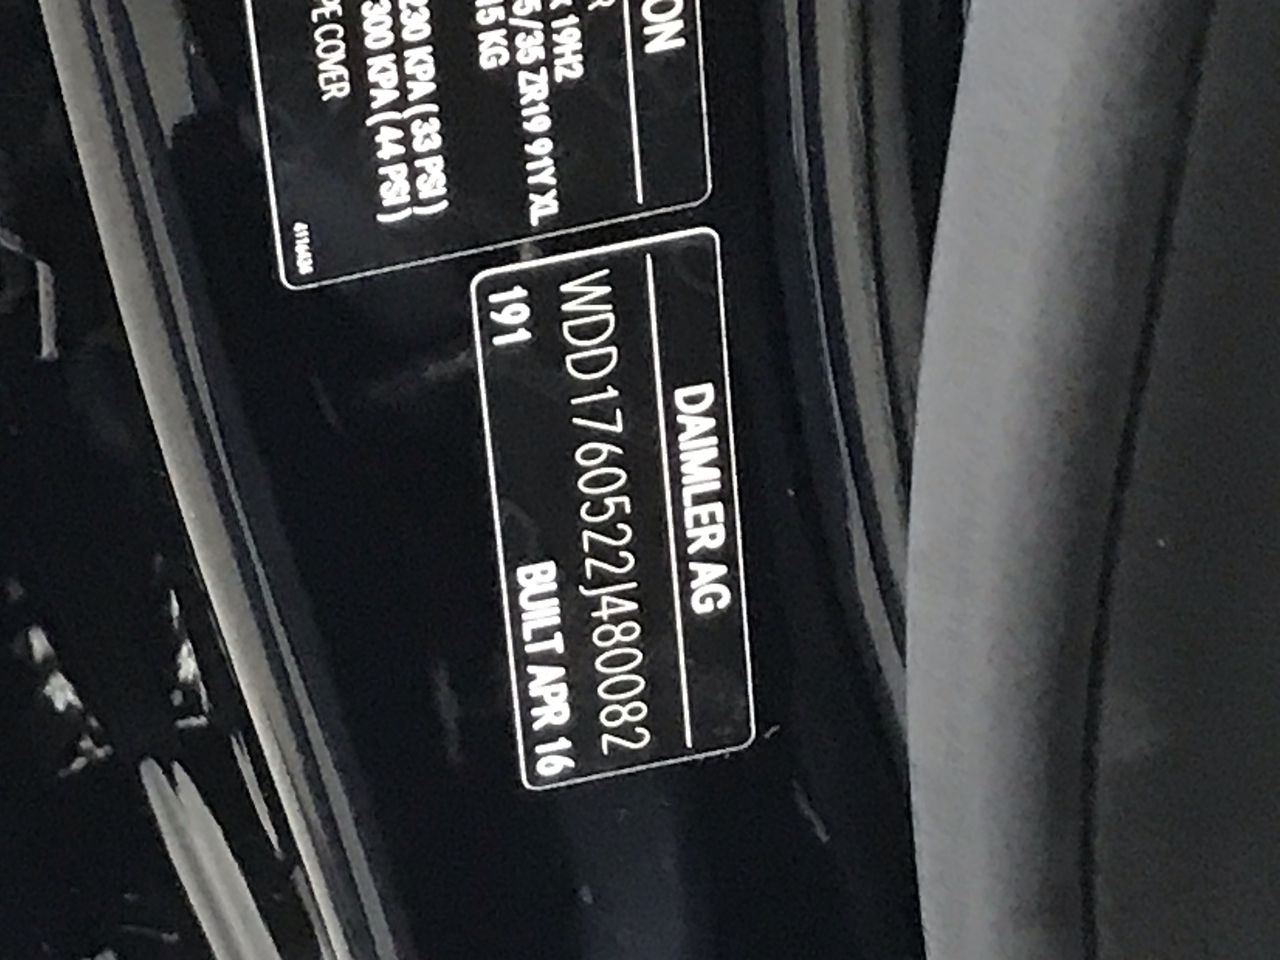 ON
R
X 19H2
5/35 ZR19 91Y XL
15 KG
230 KPA ( 33 PSI )
300 KPA ( 44 PSI )
PE COVER
DAIMLER AG
WDD1760522J480082
191 BUILT APR 16